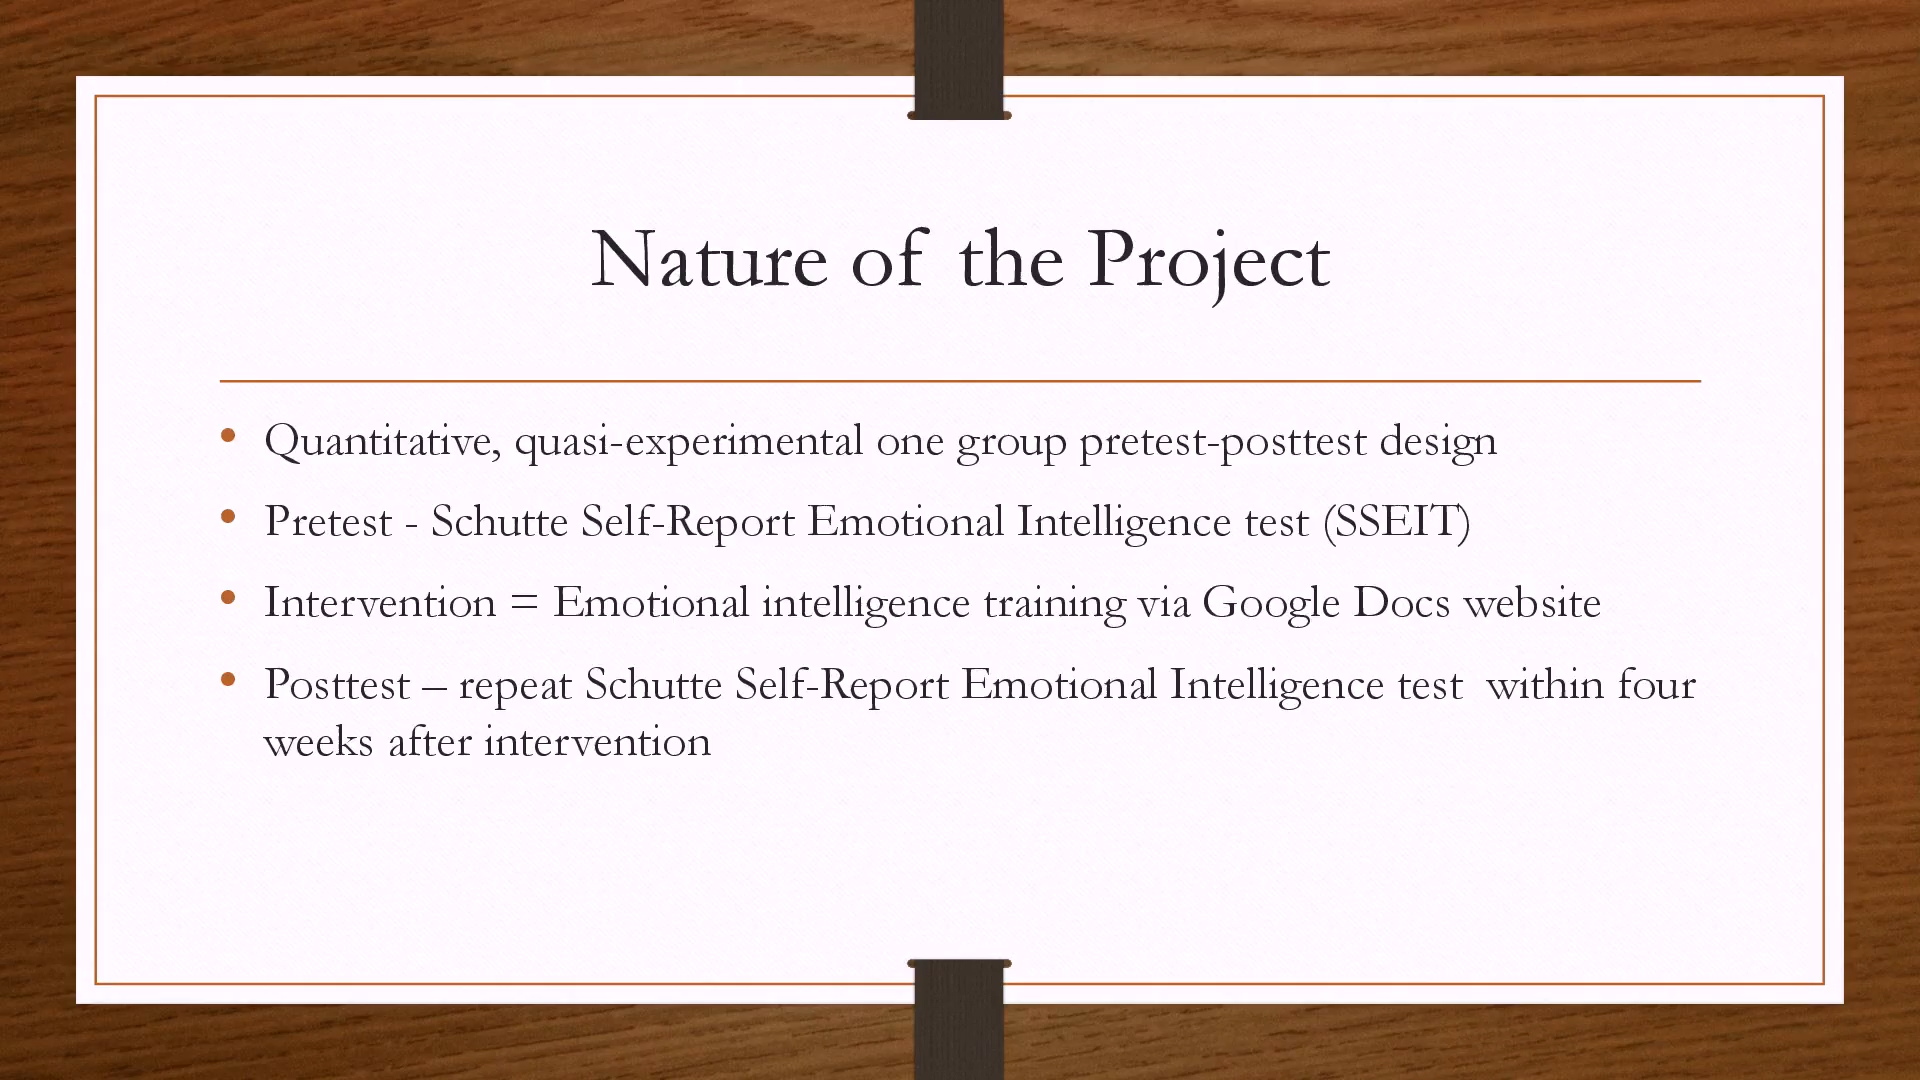 Nature of the Project
• Quantitative, quasi-experimental one group pretest-posttest design
• Pretest - Schutte Self-Report Emotional Intelligence test (SSEIT)
• Intervention = Emotional intelligence training via Google Docs website
• Posttest – repeat Schutte Self-Report Emotional Intelligence test  within four
weeks after intervention